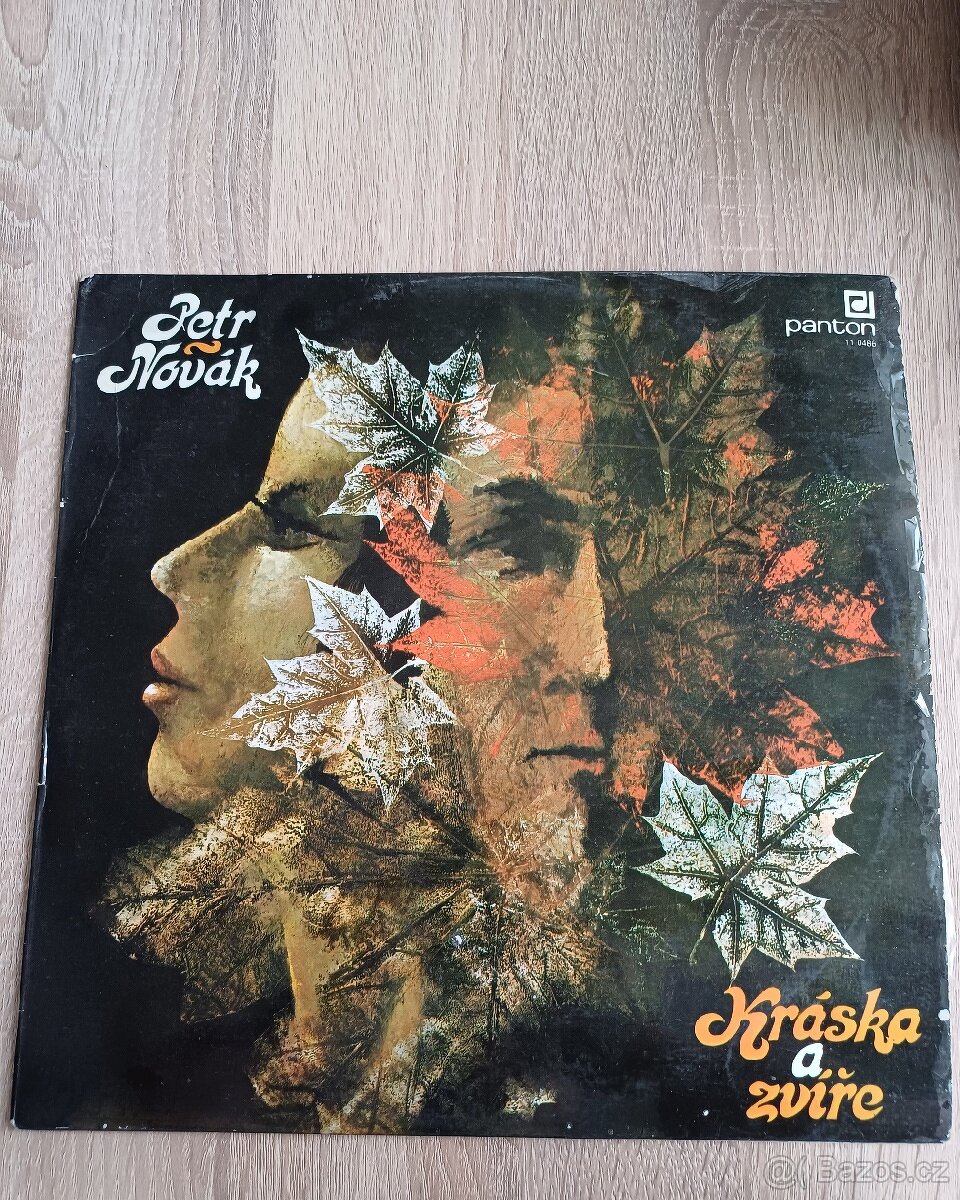 Petr
Novák
panton
11 0486
Kráska
a
zvíře
@ Bazos.cz